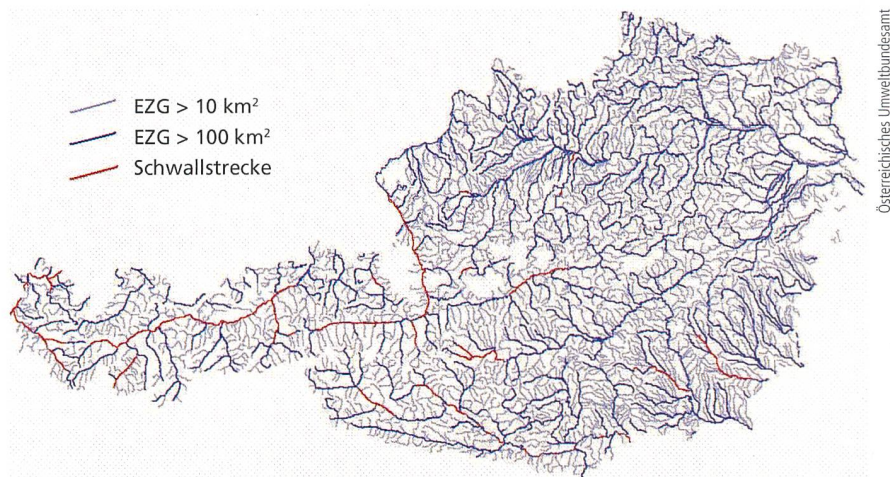 EZG > 10 km²
EZG > 100 km²
Schwallstrecke
Österreichisches Umweltbundesamt